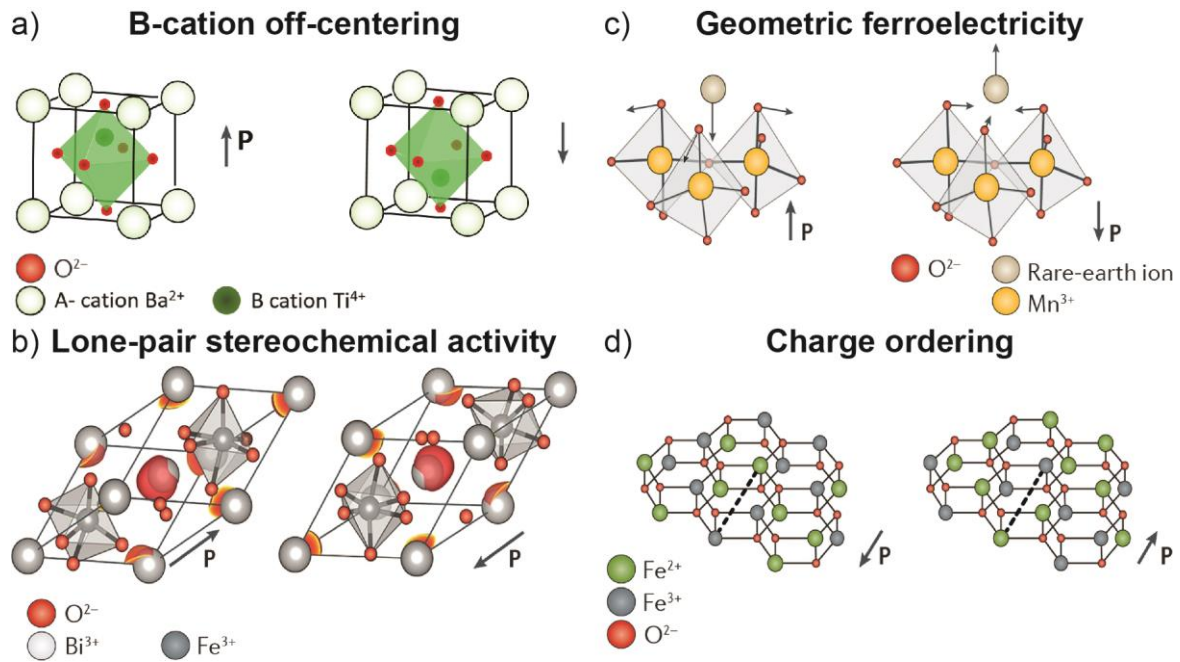 a) B-cation off-centering
P
O²⁻
A- cation Ba²⁺
B cation Ti⁴⁺
c) Geometric ferroelectricity
P
P
O²⁻
Rare-earth ion
Mn³⁺
b) Lone-pair stereochemical activity
P
P
O²⁻
Bi³⁺
Fe³⁺
d) Charge ordering
P
P
Fe²⁺
Fe³⁺
O²⁻